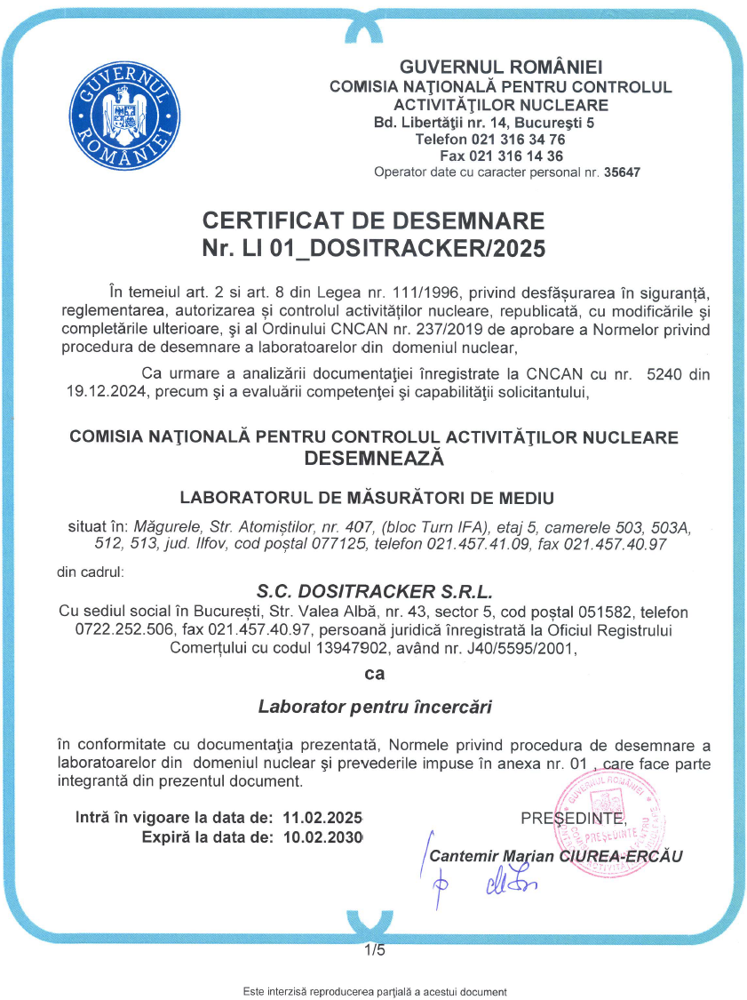 GUVERNUL ROMÂNIEI
GUVERNUL ROMÂNIEI
COMISIA NAŢIONALĂ PENTRU CONTROLUL
ACTIVITĂŢILOR NUCLEARE
Bd. Libertăţii nr. 14, Bucureşti 5
Telefon 021 316 34 76
Fax 021 316 14 36
Operator date cu caracter personal nr. 35647
CERTIFICAT DE DESEMNARE
Nr. LI 01_DOSITRACKER/2025
În temeiul art. 2 si art. 8 din Legea nr. 111/1996, privind desfășurarea în siguranță,
reglementarea, autorizarea și controlul activităților nucleare, republicată, cu modificările şi
completările ulterioare, şi al Ordinului CNCAN nr. 237/2019 de aprobare a Normelor privind
procedura de desemnare a laboratoarelor din domeniul nuclear,
Ca urmare a analizării documentaţiei înregistrate la CNCAN cu nr. 5240 din
19.12.2024, precum şi a evaluării competenţei şi capabilităţii solicitantului,
COMISIA NAŢIONALĂ PENTRU CONTROLUL ACTIVITĂŢILOR NUCLEARE
DESEMNEAZĂ
LABORATORUL DE MĂSURĂTORI DE MEDIU
situat în: Măgurele, Str. Atomiștilor, nr. 407, (bloc Turn IFA), etaj 5, camerele 503, 503A,
512, 513, jud. Ilfov, cod poștal 077125, telefon 021.457.41.09, fax 021.457.40.97
din cadrul:
S.C. DOSITRACKER S.R.L.
Cu sediul social în București, Str. Valea Albă, nr. 43, sector 5, cod poștal 051582, telefon
0722.252.506, fax 021.457.40.97, persoană juridică înregistrată la Oficiul Registrului
Comerțului cu codul 13947902, având nr. J40/5595/2001,
ca
Laborator pentru încercări
în conformitate cu documentaţia prezentată, Normele privind procedura de desemnare a
laboratoarelor din domeniul nuclear şi prevederile impuse în anexa nr. 01 , care face parte
integrantă din prezentul document.
Intră în vigoare la data de: 11.02.2025
Expiră la data de: 10.02.2030
PREŞEDINTE,
GUVERNUL ROMÂNIEI
PREŞEDINTE
Cantemir Marian CIUREA-ERCĂU
1/5
Este interzisă reproducerea parţială a acestui document